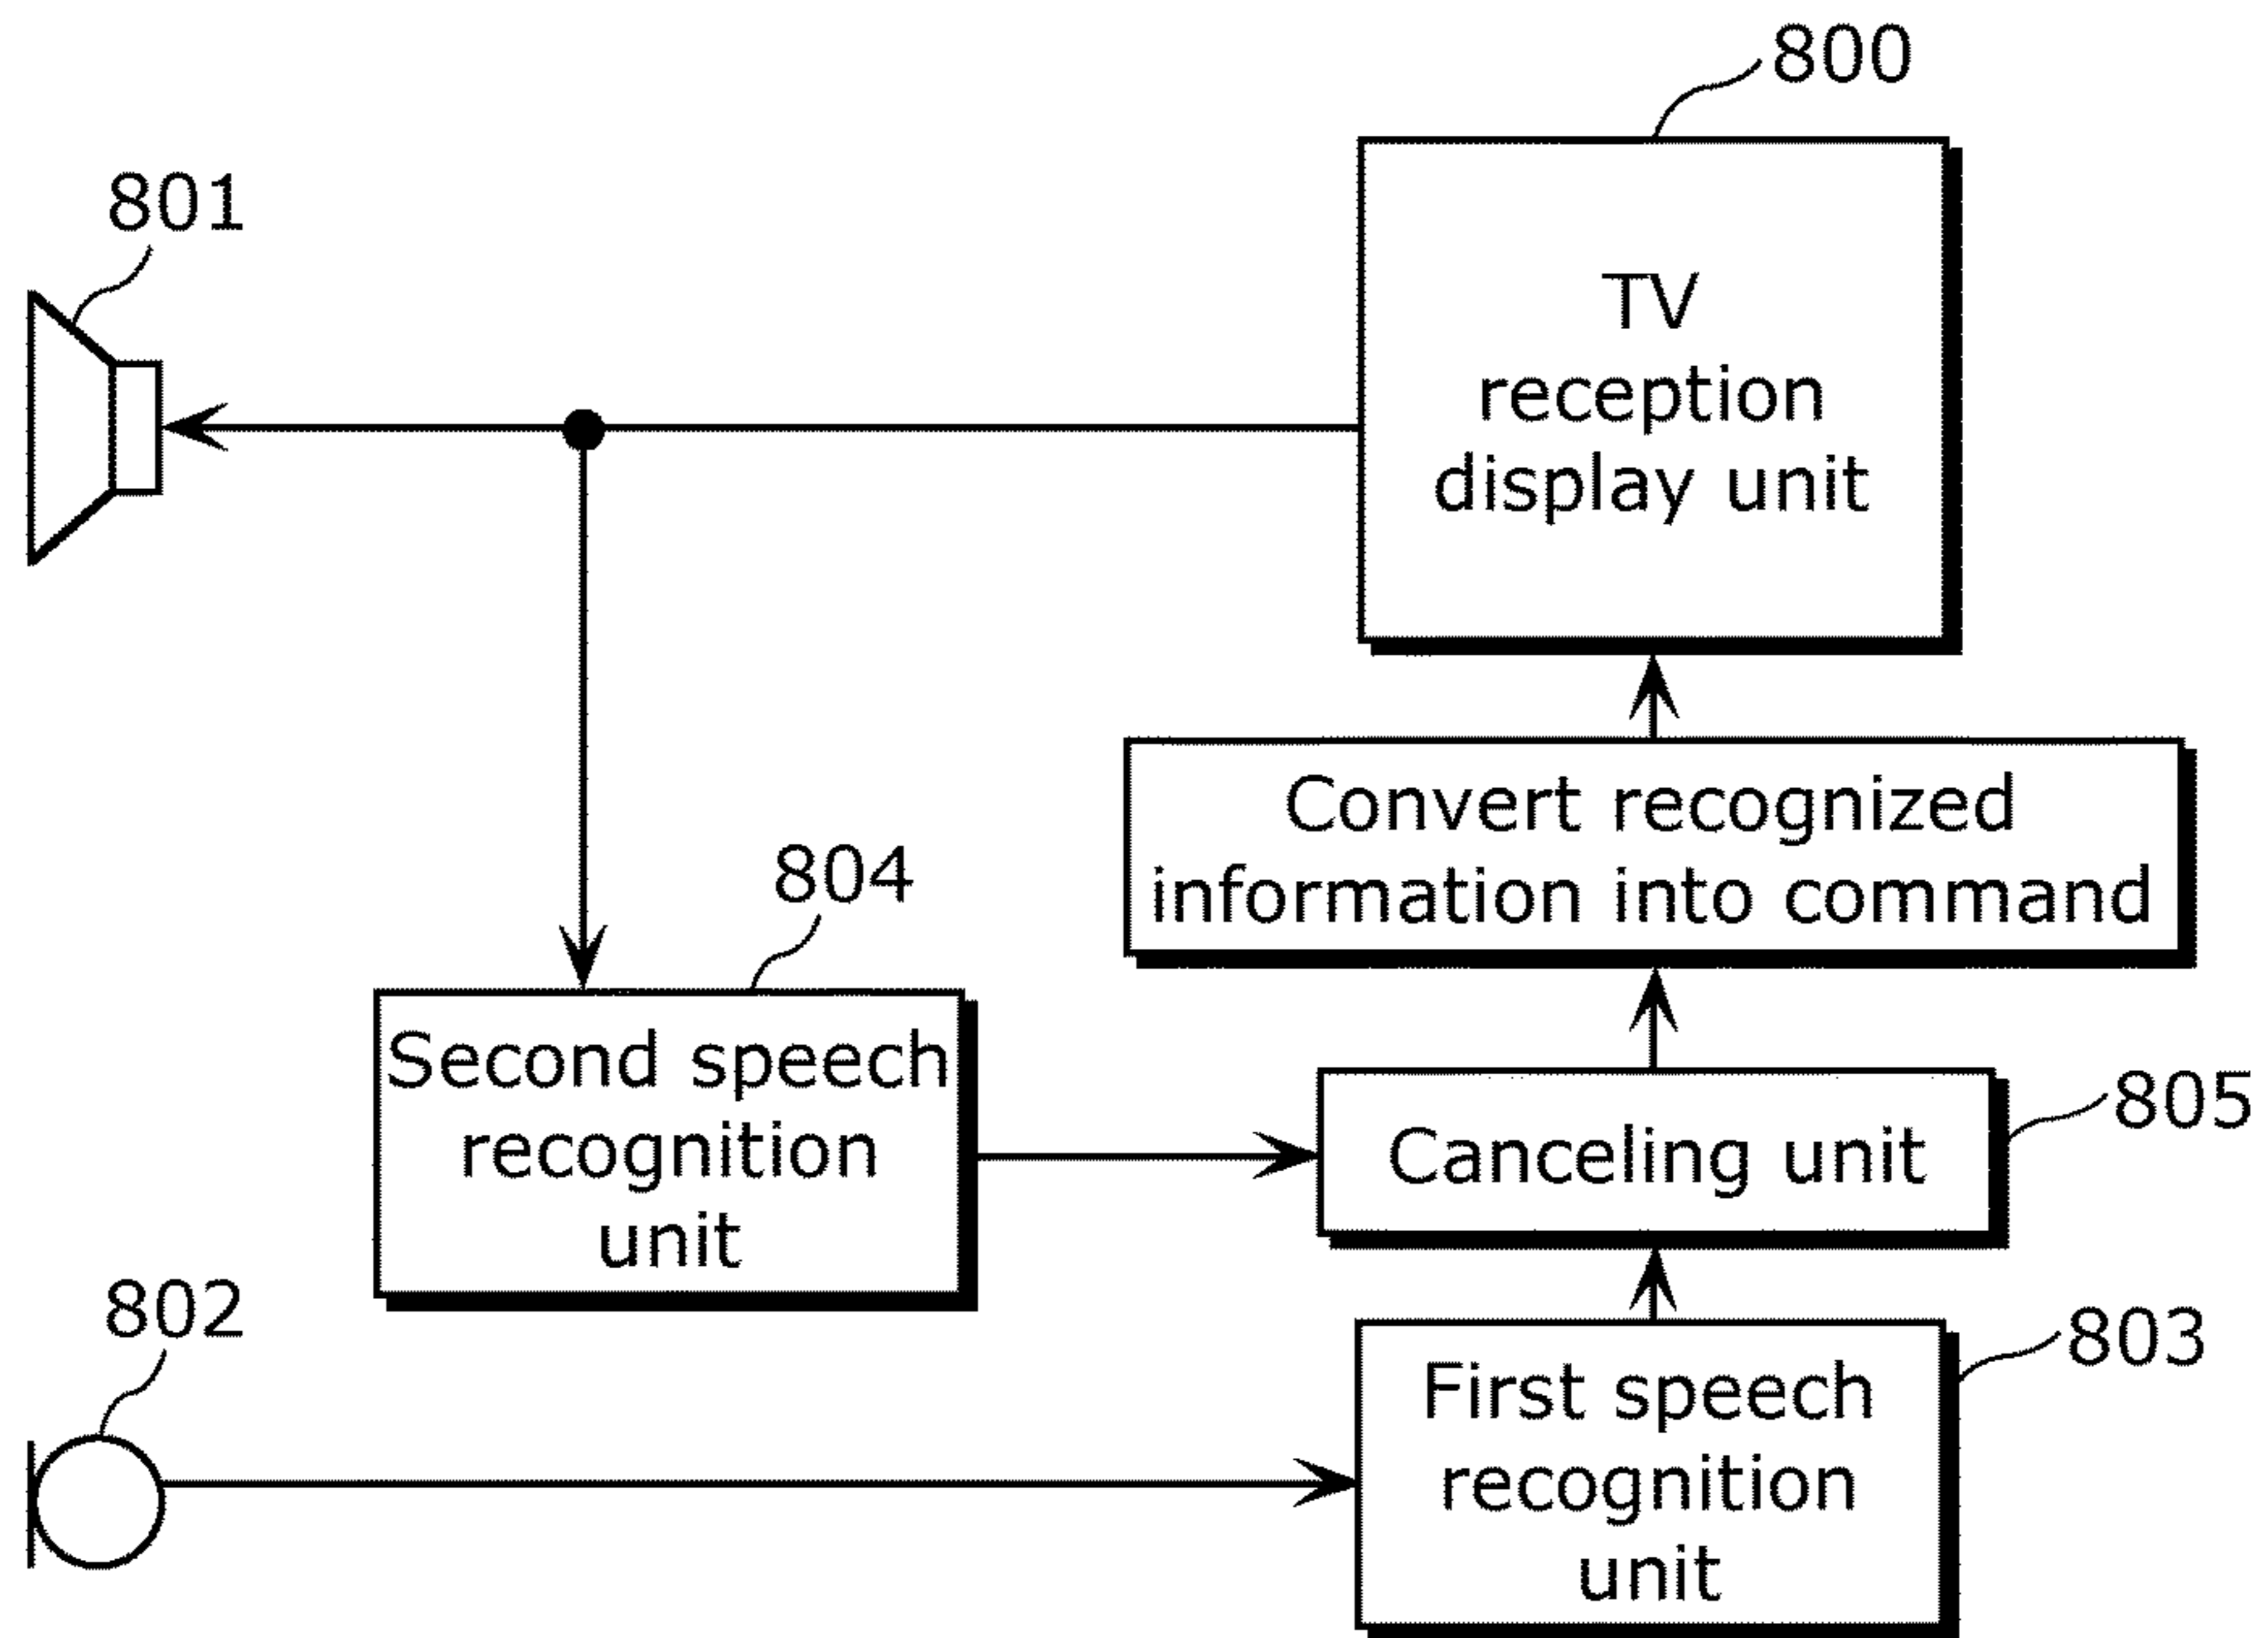 800
801
TV
reception
display unit
Convert recognized
information into command
804
Second speech
recognition
unit
805
Canceling unit
802
803
First speech
recognition
unit